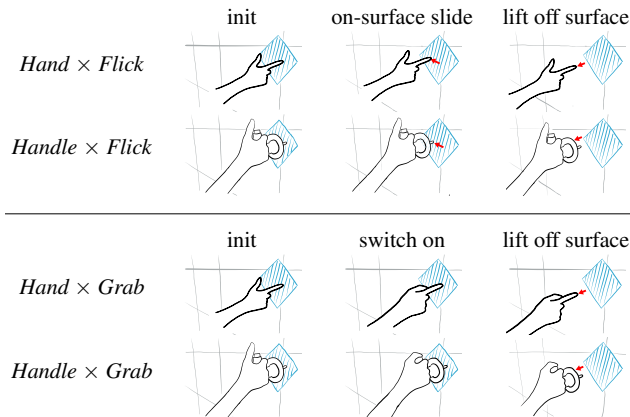 init on-surface slide lift off surface
Hand × Flick
Handle × Flick
init switch on lift off surface
Hand × Grab
Handle × Grab